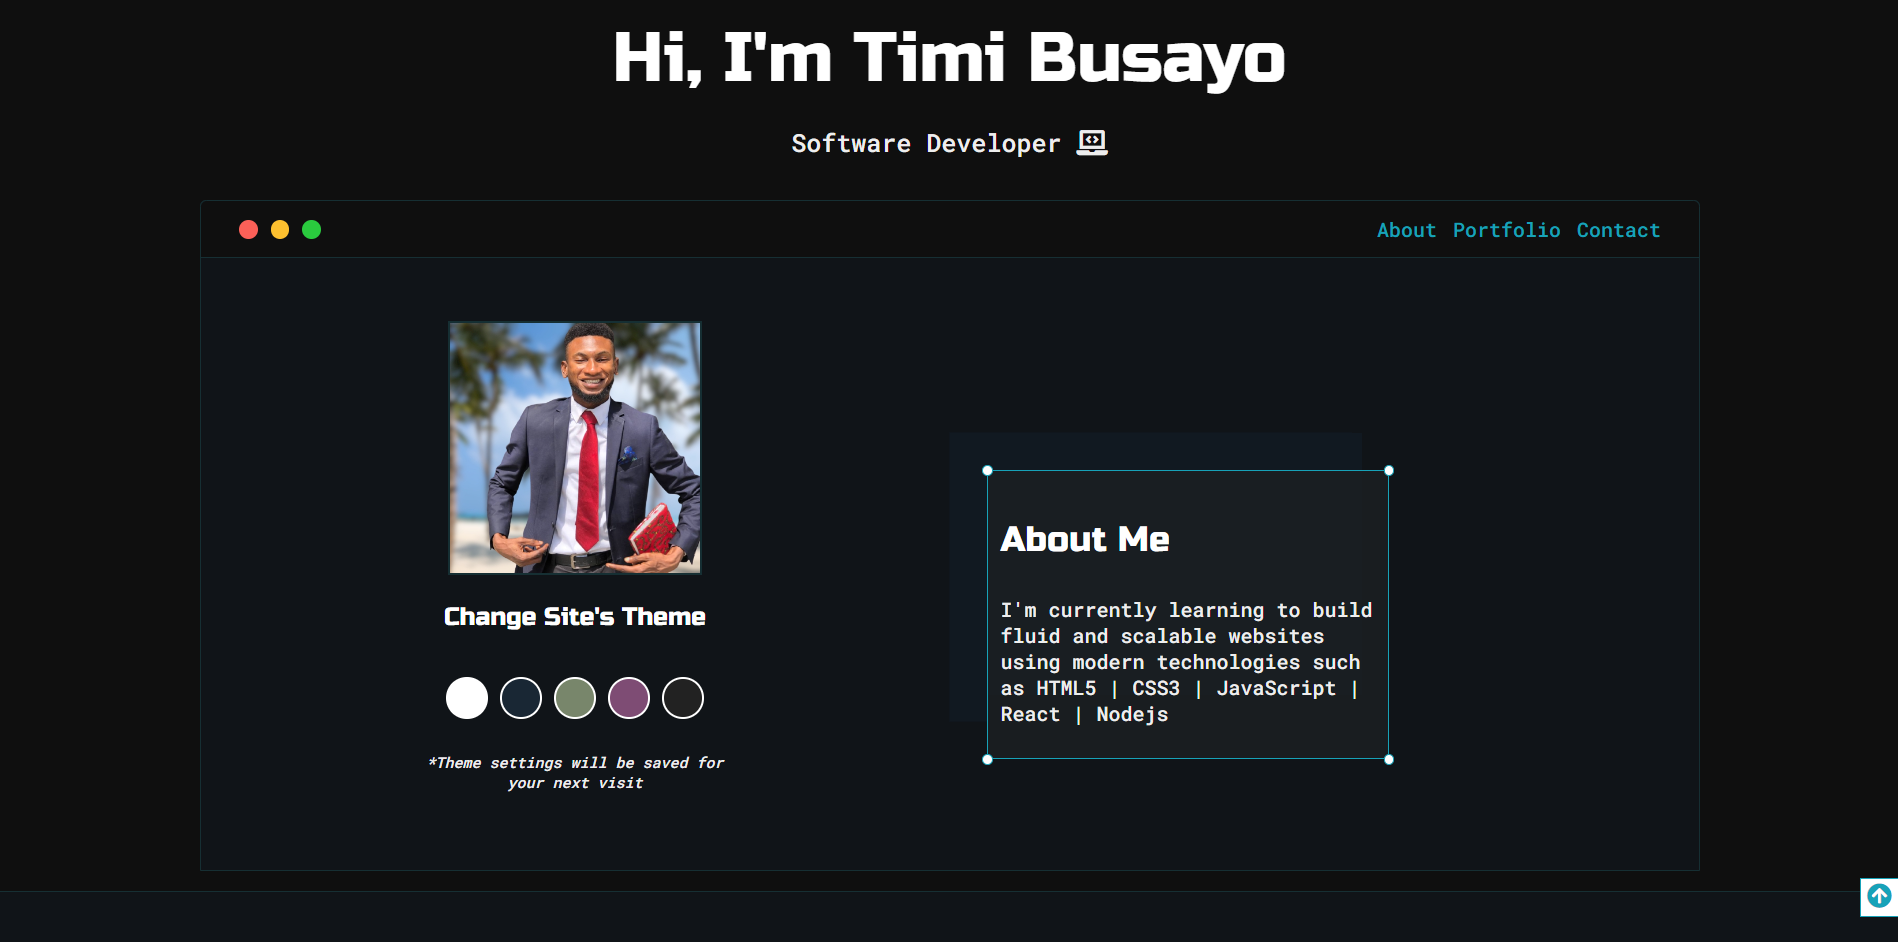 Hi, I'm Timi Busayo
Software Developer
About Portfolio Contact
Change Site's Theme
*Theme settings will be saved for
your next visit
About Me
I'm currently learning to build
fluid and scalable websites
using modern technologies such
as HTML5 | CSS3 | JavaScript |
React | Nodejs